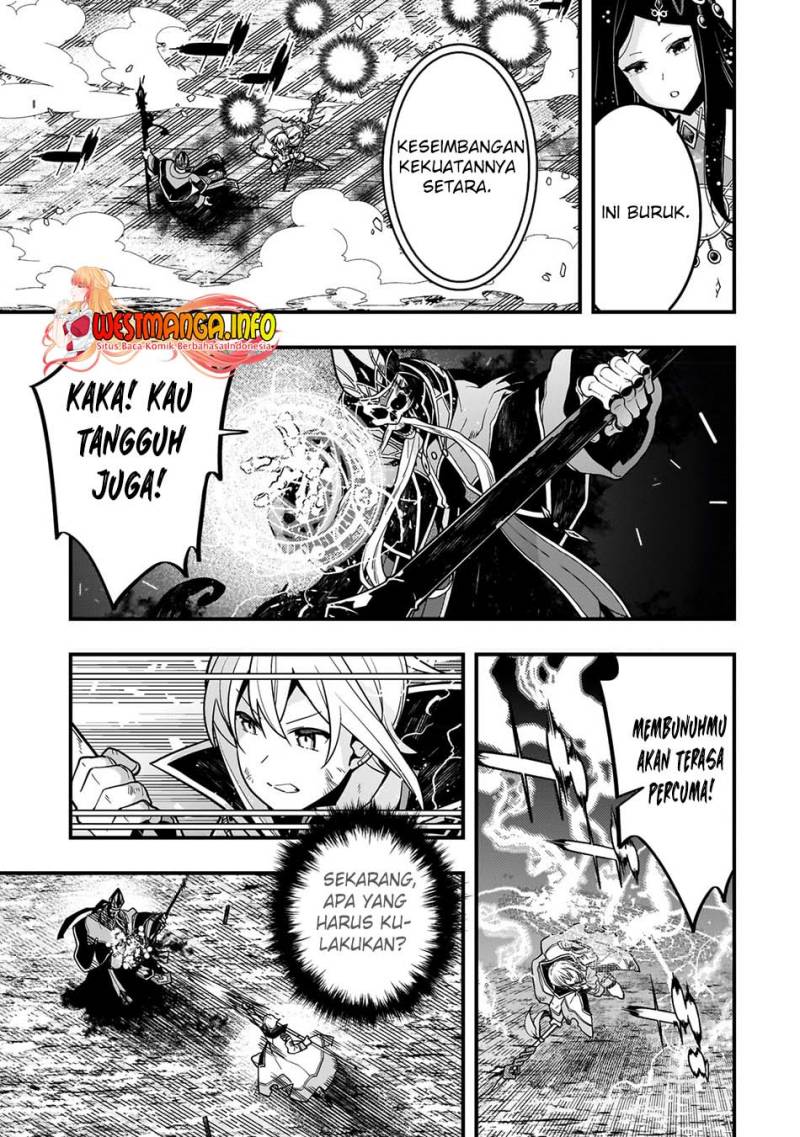 INI BURUK.
KESEIMBANGAN
KEKUATANNYA
SETARA.
WESTMANGA.INFO
Situs Baca Komik Berbahasa Indonesia
KAKA! KAU
TANGGUH
JUGA!
MEMBUNUHMU
AKAN TERASA
PERCUMA!
SEKARANG,
APA YANG
HARUS KU-
LAKUKAN?